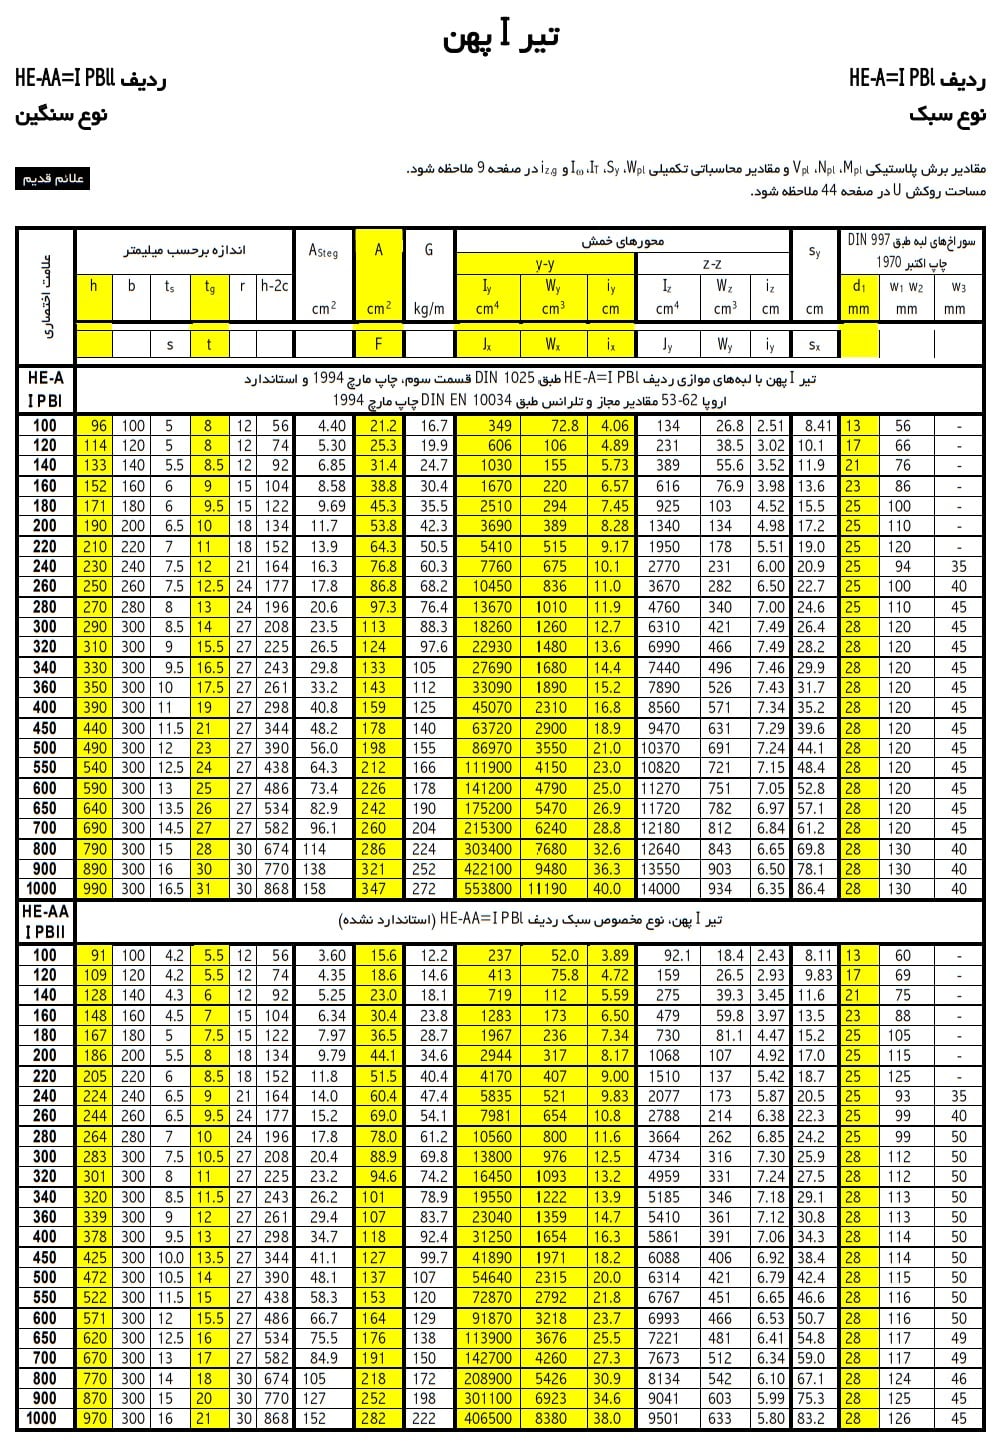 تیر I پهن
ردیف HE-A=I PBl
ردیف HE-AA=I PBll
نوع سبک
نوع سنگین
مقادیر برش پلاستیکی Vpl ،Npl ،Mpl و مقادیر محاسباتی تکمیلی Iω ،IT ،Sy ،Wpl و iz,g در صفحه 9 ملاحظه شود.
مساحت روکش U در صفحه 44 ملاحظه شود.
علائم قدیم
علامت اختصاری
اندازه برحسب میلیمتر ASteg A G محورهای خمش sy سوراخ‌های لبه طبق DIN 997
چاپ اکتبر 1970
y-y z-z
h b ts tg r h-2c Iy Wy iy Iz Wz iz d1 w1 w2 w3
cm2 cm2 kg/m cm4 cm3 cm cm4 cm3 cm cm mm mm mm
s t F Jx Wx ix Jy Wy iy sx
HE-A
I PBl
تیر I پهن با لبه‌های موازی ردیف HE-A=I PBl طبق DIN 1025 قسمت سوم، چاپ مارچ 1994 و استاندارد
اروپا 62-53 مقادیر مجاز و تلرانس طبق DIN EN 10034 چاپ مارچ 1994
100 96 100 5 8 12 56 4.40 21.2 16.7 349 72.8 4.06 134 26.8 2.51 8.41 13 56 -
120 114 120 5 8 12 74 5.30 25.3 19.9 606 106 4.89 231 38.5 3.02 10.1 17 66 -
140 133 140 5.5 8.5 12 92 6.85 31.4 24.7 1030 155 5.73 389 55.6 3.52 11.9 21 76 -
160 152 160 6 9 15 104 8.58 38.8 30.4 1670 220 6.57 616 76.9 3.98 13.6 23 86 -
180 171 180 6 9.5 15 122 9.69 45.3 35.5 2510 294 7.45 925 103 4.52 15.5 25 100 -
200 190 200 6.5 10 18 134 11.7 53.8 42.3 3690 389 8.28 1340 134 4.98 17.2 25 110 -
220 210 220 7 11 18 152 13.9 64.3 50.5 5410 515 9.17 1950 178 5.51 19.0 25 120 -
240 230 240 7.5 12 21 164 16.3 76.8 60.3 7760 675 10.1 2770 231 6.00 20.9 25 94 35
260 250 260 7.5 12.5 24 177 17.8 86.8 68.2 10450 836 11.0 3670 282 6.50 22.7 25 100 40
280 270 280 8 13 24 196 20.6 97.3 76.4 13670 1010 11.9 4760 340 7.00 24.6 25 110 45
300 290 300 8.5 14 27 208 23.5 113 88.3 18260 1260 12.7 6310 421 7.49 26.4 28 120 45
320 310 300 9 15.5 27 225 26.5 124 97.6 22930 1480 13.6 6990 466 7.49 28.2 28 120 45
340 330 300 9.5 16.5 27 243 29.8 133 105 27690 1680 14.4 7440 496 7.46 29.9 28 120 45
360 350 300 10 17.5 27 261 33.2 143 112 33090 1890 15.2 7890 526 7.43 31.7 28 120 45
400 390 300 11 19 27 298 40.8 159 125 45070 2310 16.8 8560 571 7.34 35.2 28 120 45
450 440 300 11.5 21 27 344 48.2 178 140 63720 2900 18.9 9470 631 7.29 39.6 28 120 45
500 490 300 12 23 27 390 56.0 198 155 86970 3550 21.0 10370 691 7.24 44.1 28 120 45
550 540 300 12.5 24 27 438 64.3 212 166 111900 4150 23.0 10820 721 7.15 48.4 28 120 45
600 590 300 13 25 27 486 73.4 226 178 141200 4790 25.0 11270 751 7.05 52.8 28 120 45
650 640 300 13.5 26 27 534 82.9 242 190 175200 5470 26.9 11720 782 6.97 57.1 28 120 45
700 690 300 14.5 27 27 582 96.1 260 204 215300 6240 28.8 12180 812 6.84 61.2 28 120 45
800 790 300 15 28 30 674 114 286 224 303400 7680 32.6 12640 843 6.65 69.8 28 130 40
900 890 300 16 30 30 770 138 321 252 422100 9480 36.3 13550 903 6.50 78.1 28 130 40
1000 990 300 16.5 31 30 868 158 347 272 553800 11190 40.0 14000 934 6.35 86.4 28 130 40
HE-AA
I PBll
تیر I پهن، نوع مخصوص سبک ردیف HE-AA=I PBl (استاندارد نشده)
100 91 100 4.2 5.5 12 56 3.60 15.6 12.2 237 52.0 3.89 92.1 18.4 2.43 8.11 13 60 -
120 109 120 4.2 5.5 12 74 4.35 18.6 14.6 413 75.8 4.72 159 26.5 2.93 9.83 17 69 -
140 128 140 4.3 6 12 92 5.25 23.0 18.1 719 112 5.59 275 39.3 3.45 11.6 21 75 -
160 148 160 4.5 7 15 104 6.34 30.4 23.8 1283 173 6.50 479 59.8 3.97 13.5 23 88 -
180 167 180 5 7.5 15 122 7.97 36.5 28.7 1967 236 7.34 730 81.1 4.47 15.2 25 105 -
200 186 200 5.5 8 18 134 9.79 44.1 34.6 2944 317 8.17 1068 107 4.92 17.0 25 115 -
220 205 220 6 8.5 18 152 11.8 51.5 40.4 4170 407 9.00 1510 137 5.42 18.7 25 125 -
240 224 240 6.5 9 21 164 14.0 60.4 47.4 5835 521 9.83 2077 173 5.87 20.5 25 93 35
260 244 260 6.5 9.5 24 177 15.2 69.0 54.1 7981 654 10.8 2788 214 6.38 22.3 25 99 40
280 264 280 7 10 24 196 17.8 78.0 61.2 10560 800 11.6 3664 262 6.85 24.2 25 99 50
300 283 300 7.5 10.5 27 208 20.4 88.9 69.8 13800 976 12.5 4734 316 7.30 25.9 28 112 50
320 301 300 8 11 27 225 23.2 94.6 74.2 16450 1093 13.2 4959 331 7.24 27.5 28 112 50
340 320 300 8.5 11.5 27 243 26.2 101 78.9 19550 1222 13.9 5185 346 7.18 29.1 28 113 50
360 339 300 9 12 27 261 29.4 107 83.7 23040 1359 14.7 5410 361 7.12 30.8 28 113 50
400 378 300 9.5 13 27 298 34.7 118 92.4 31250 1654 16.3 5861 391 7.06 34.3 28 114 50
450 425 300 10.0 13.5 27 344 41.1 127 99.7 41890 1971 18.2 6088 406 6.92 38.4 28 114 50
500 472 300 10.5 14 27 390 48.1 137 107 54640 2315 20.0 6314 421 6.79 42.4 28 115 50
550 522 300 11.5 15 27 438 58.3 153 120 72870 2792 21.8 6767 451 6.65 46.6 28 116 50
600 571 300 12 15.5 27 486 66.7 164 129 91870 3218 23.7 6993 466 6.53 50.7 28 116 50
650 620 300 12.5 16 27 534 75.5 176 138 113900 3676 25.5 7221 481 6.41 54.8 28 117 49
700 670 300 13 17 27 582 84.9 191 150 142700 4260 27.3 7673 512 6.34 59.0 28 117 49
800 770 300 14 18 30 674 105 218 172 208900 5426 30.9 8134 542 6.10 67.1 28 124 46
900 870 300 15 20 30 770 127 252 198 301100 6923 34.6 9041 603 5.99 75.3 28 125 45
1000 970 300 16 21 30 868 152 282 222 406500 8380 38.0 9501 633 5.80 83.2 28 126 45